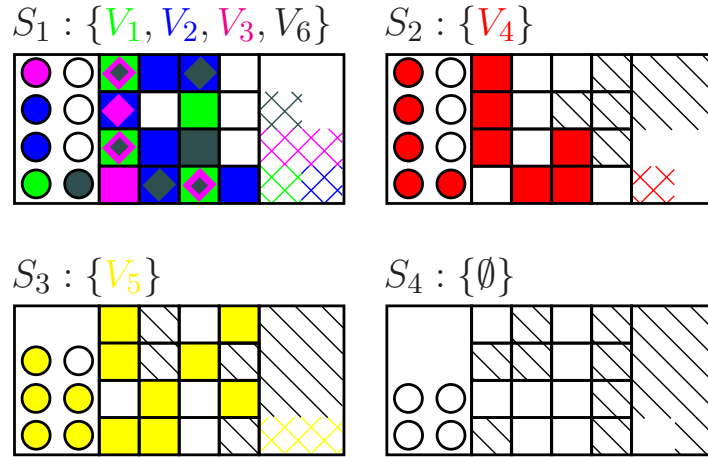 S₁ : {V₁, V₂, V₃, V₆}
S₂ : {V₄}
S₃ : {V₅}
S₄ : {∅}